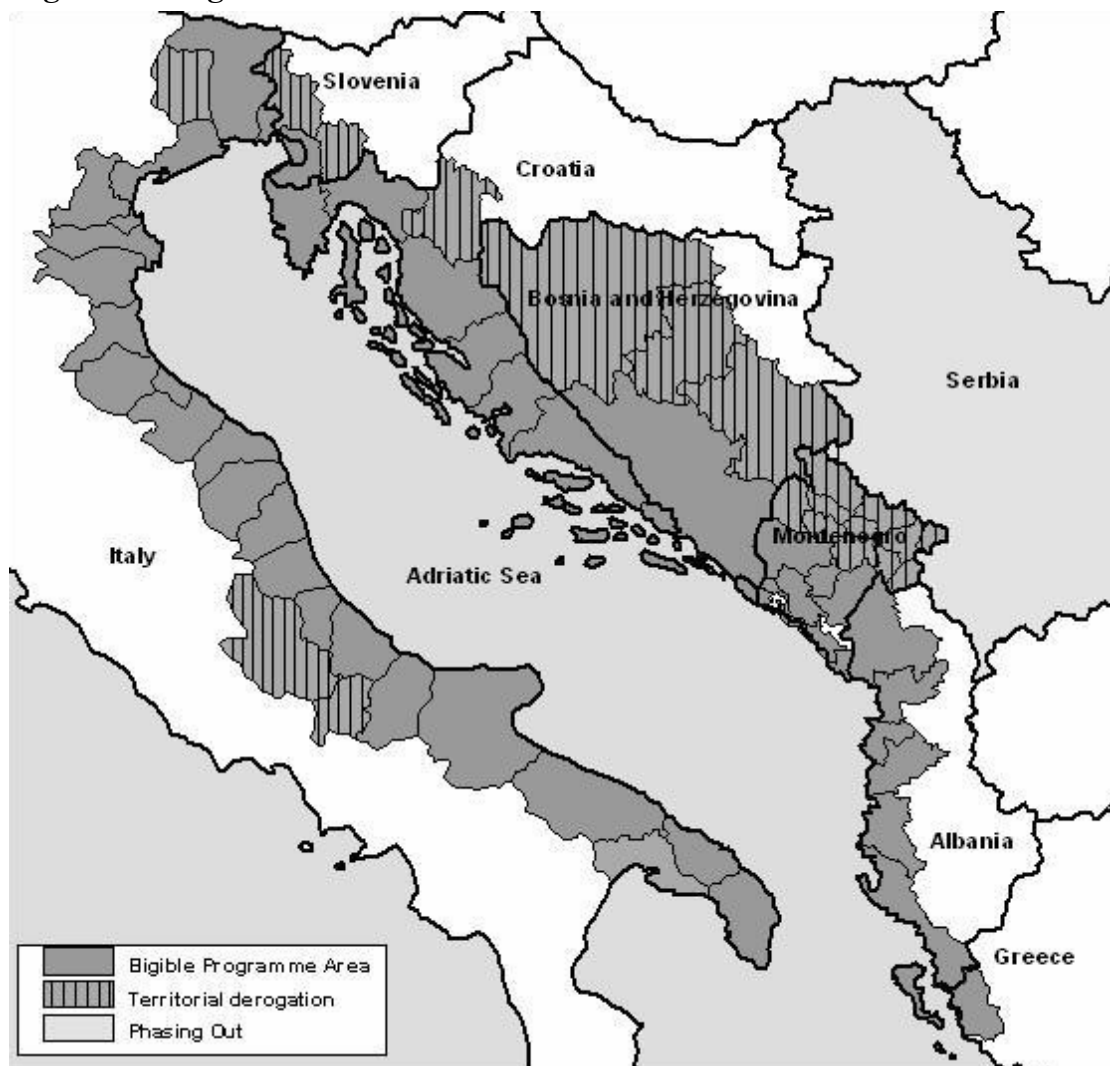 Slovenia
Croatia
Bosnia and Herzegovina
Serbia
Montenegro
Italy
Adriatic Sea
Albania
Greece
Bigible Programme Area
Territorial derogation
Phasing Out